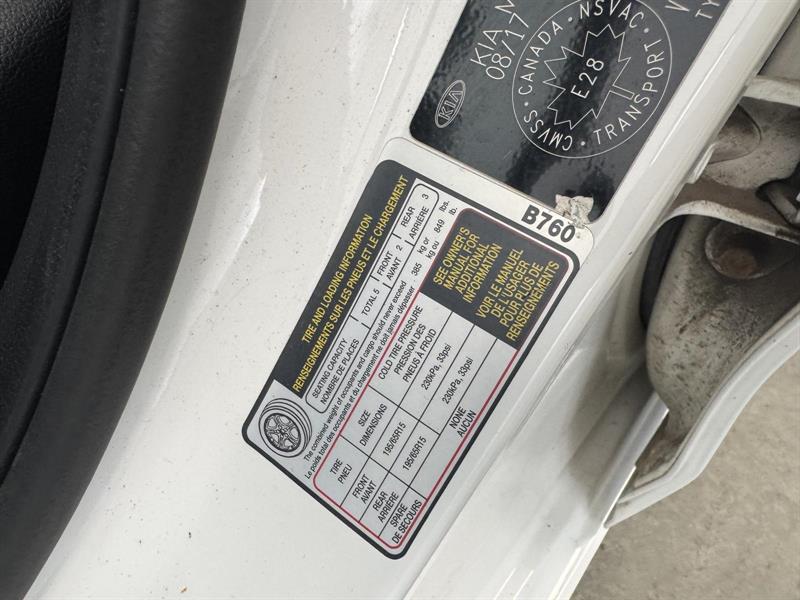 KIA M
08/17
KIA
CMVSS · CANADA · NSVAC · TRANSPORT
E28
V
TY
B760
TIRE AND LOADING INFORMATION
RENSEIGNEMENTS SUR LES PNEUS ET LE CHARGEMENT
SEATING CAPACITY
NOMBRE DE PLACES
TOTAL 5
FRONT 2
AVANT
REAR 3
ARRIÈRE
The combined weight of occupants and cargo should never exceed 385 kg or 849 lbs.
Le poids total des occupants et du chargement ne doit jamais dépasser kg ou lb.
TIRE
PNEU
SIZE
DIMENSIONS
COLD TIRE PRESSURE
PRESSION DES
PNEUS À FROID
FRONT
AVANT
195/65R15
230kPa, 33psi
REAR
ARRIÈRE
195/65R15
230kPa, 33psi
SPARE
DE SECOURS
NONE
AUCUN
SEE OWNER'S
MANUAL FOR
ADDITIONAL
INFORMATION
VOIR LE MANUEL
DE L'USAGER
POUR PLUS DE
RENSEIGNEMENTS